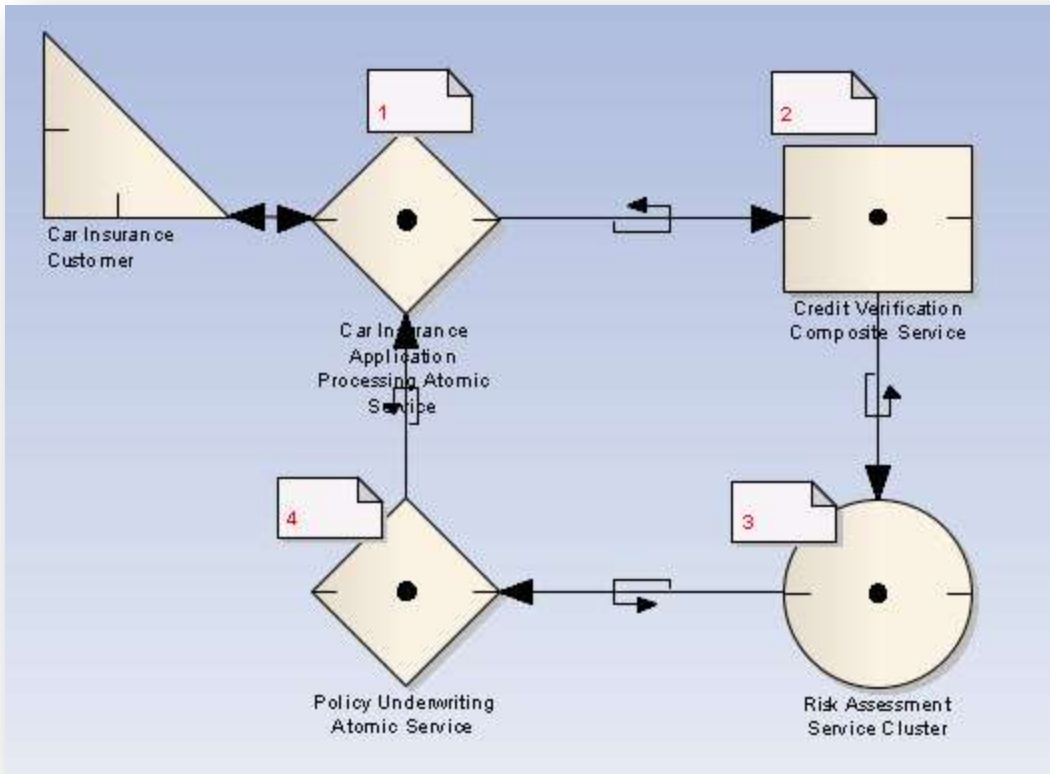 1
2
Car Insurance
Customer
Car Insurance
Application
Processing Atomic
Service
Credit Verification
Composite Service
4
3
Policy Underwriting
Atomic Service
Risk Assessment
Service Cluster